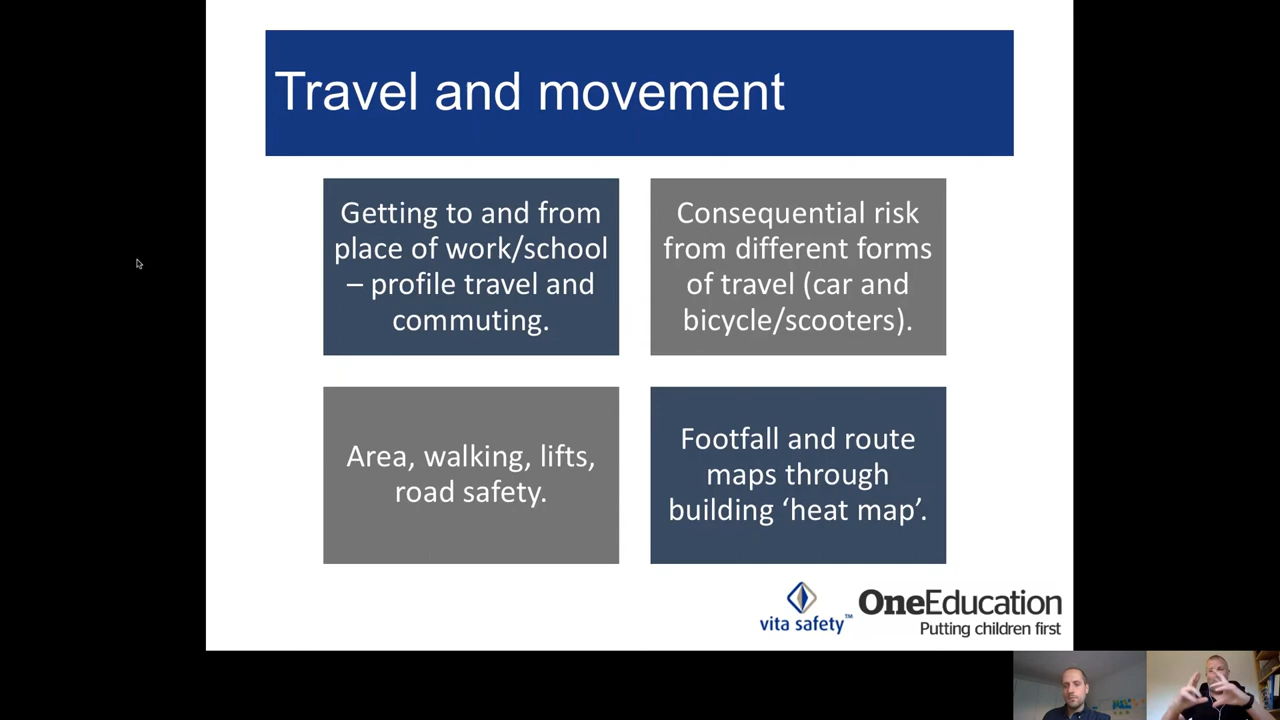 Travel and movement
Getting to and from
place of work/school
– profile travel and
commuting.
Consequential risk
from different forms
of travel (car and
bicycle/scooters).
Area, walking, lifts,
road safety.
Footfall and route
maps through
building ‘heat map’.
vita safety™
OneEducation
Putting children first